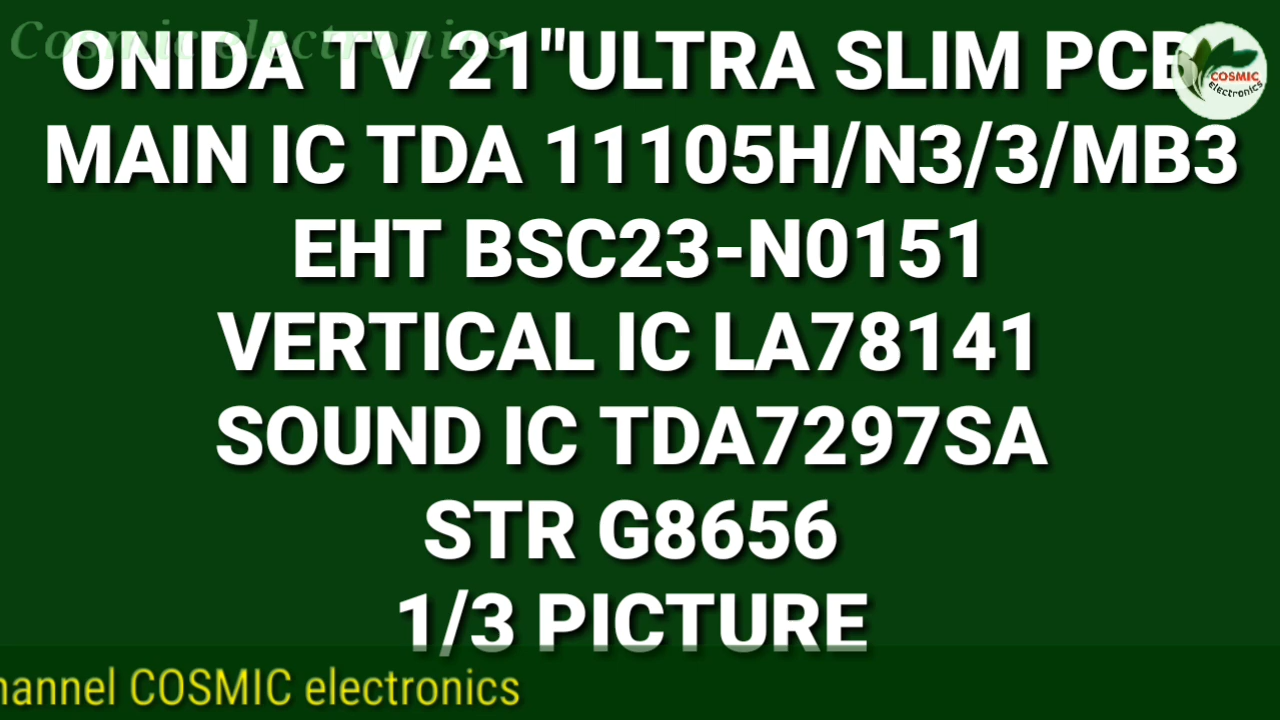 Cosmic electronics
ONIDA TV 21"ULTRA SLIM PCB
COSMIC
electronics
MAIN IC TDA 11105H/N3/3/MB3
EHT BSC23-N0151
VERTICAL IC LA78141
SOUND IC TDA7297SA
STR G8656
1/3 PICTURE
hannel COSMIC electronics